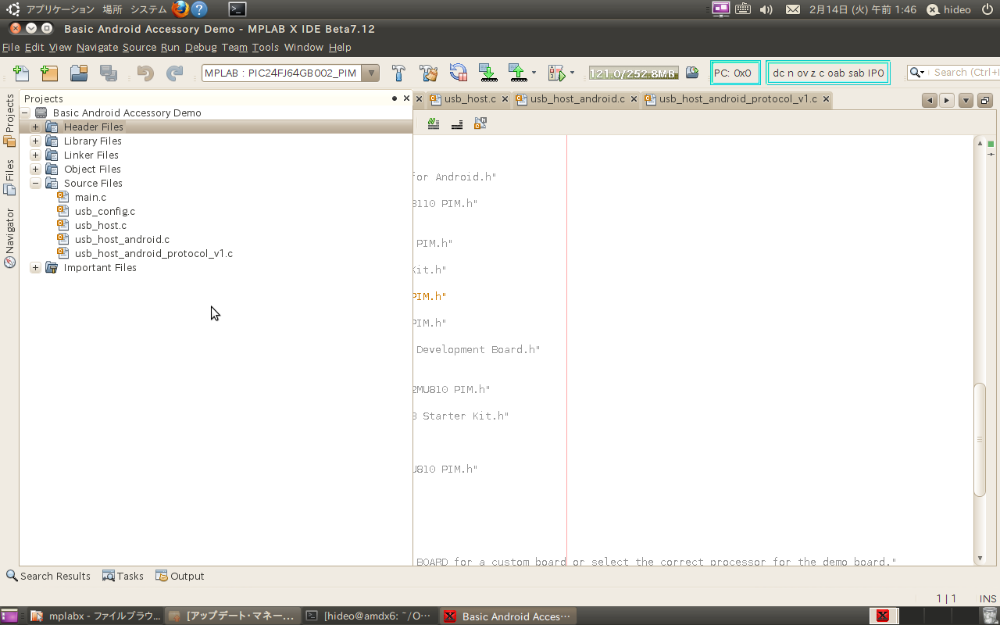 アプリケーション 場所 システム 2月14日 (火) 午前 1:46 hideo
Basic Android Accessory Demo - MPLAB X IDE Beta7.12
File Edit View Navigate Source Run Debug Team Tools Window Help
MPLAB : PIC24FJ64GB002_PIM 121.0/252.8MB PC: 0x0 dc n ov z c oab sab IP0 Search (Ctrl+I
Projects
Files
Navigator
Projects
Basic Android Accessory Demo
Header Files
Library Files
Linker Files
Object Files
Source Files
main.c
usb_config.c
usb_host.c
usb_host_android.c
usb_host_android_protocol_v1.c
Important Files
usb_host.c usb_host_android.c usb_host_android_protocol_v1.c
for Android.h"
8110 PIM.h"
PIM.h"
Kit.h"
PIM.h"
PIM.h"
Development Board.h"
2MU810 PIM.h"
B Starter Kit.h"
U810 PIM.h"
BOARD for a custom board or select the correct processor for the demo board."
Search Results Tasks Output
1 | 1 INS
mplabx - ファイルブラウ... [アップデート・マネー... [hideo@amdx6: ~/O... Basic Android Acces...